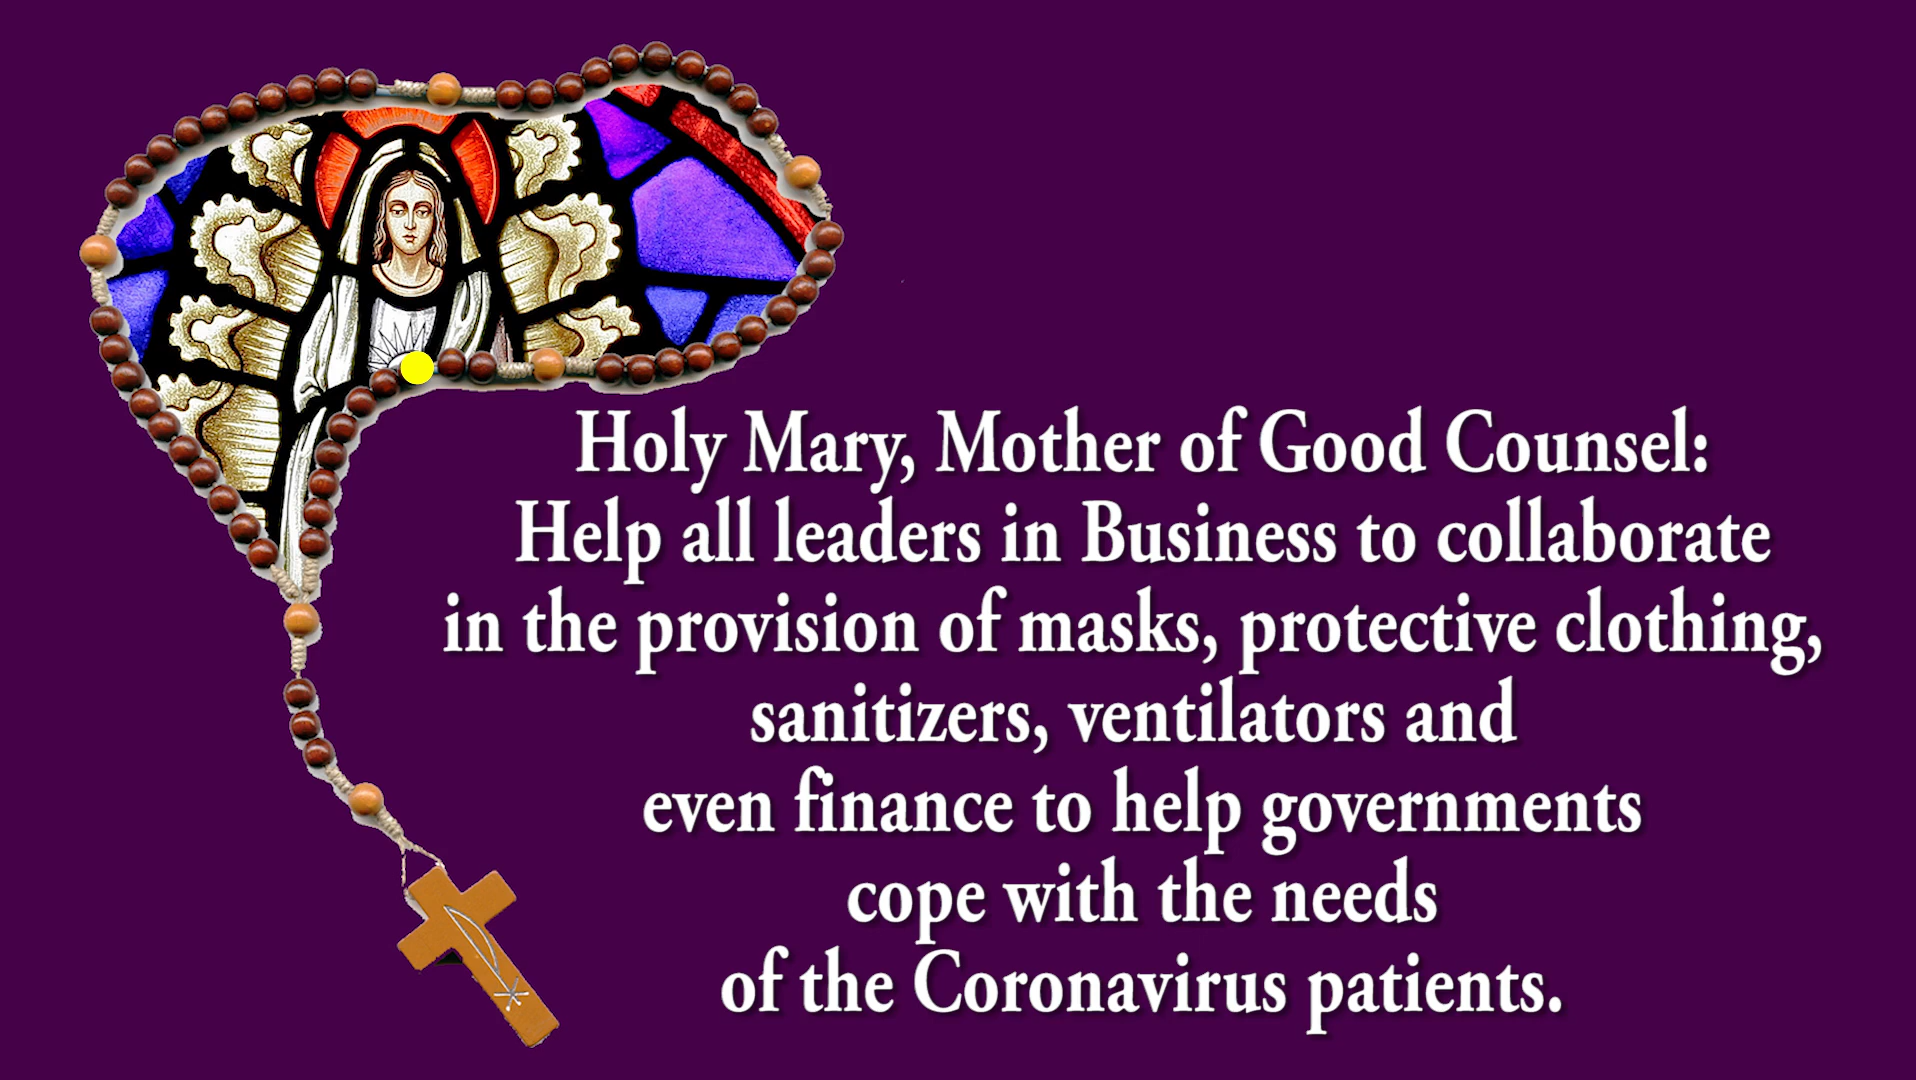 Holy Mary, Mother of Good Counsel:
Help all leaders in Business to collaborate
in the provision of masks, protective clothing,
sanitizers, ventilators and
even finance to help governments
cope with the needs
of the Coronavirus patients.